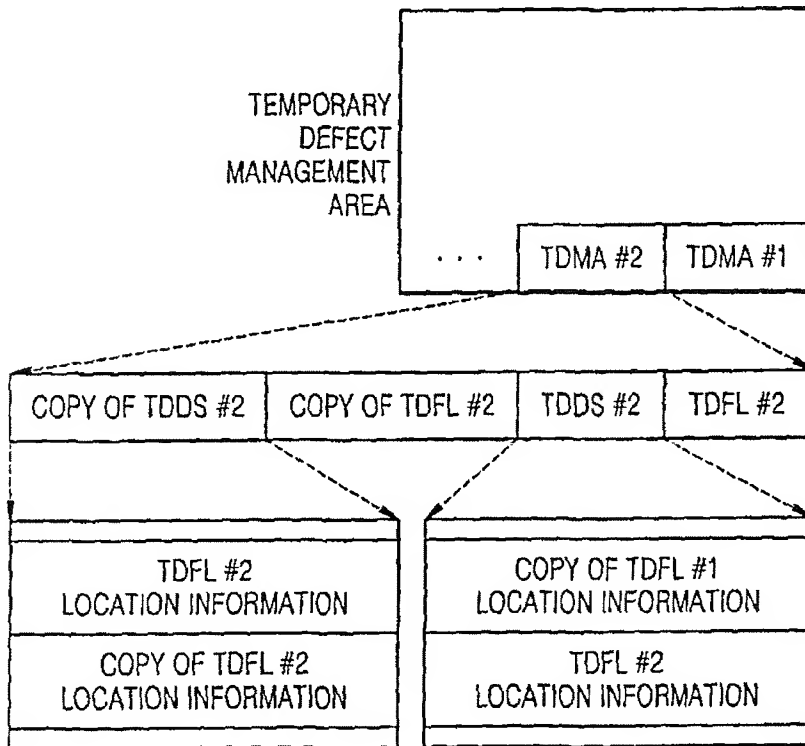 TEMPORARY
DEFECT
MANAGEMENT
AREA
. . . TDMA #2 TDMA #1
COPY OF TDDS #2 COPY OF TDFL #2 TDDS #2 TDFL #2
TDFL #2
LOCATION INFORMATION
COPY OF TDFL #2
LOCATION INFORMATION
COPY OF TDFL #1
LOCATION INFORMATION
TDFL #2
LOCATION INFORMATION